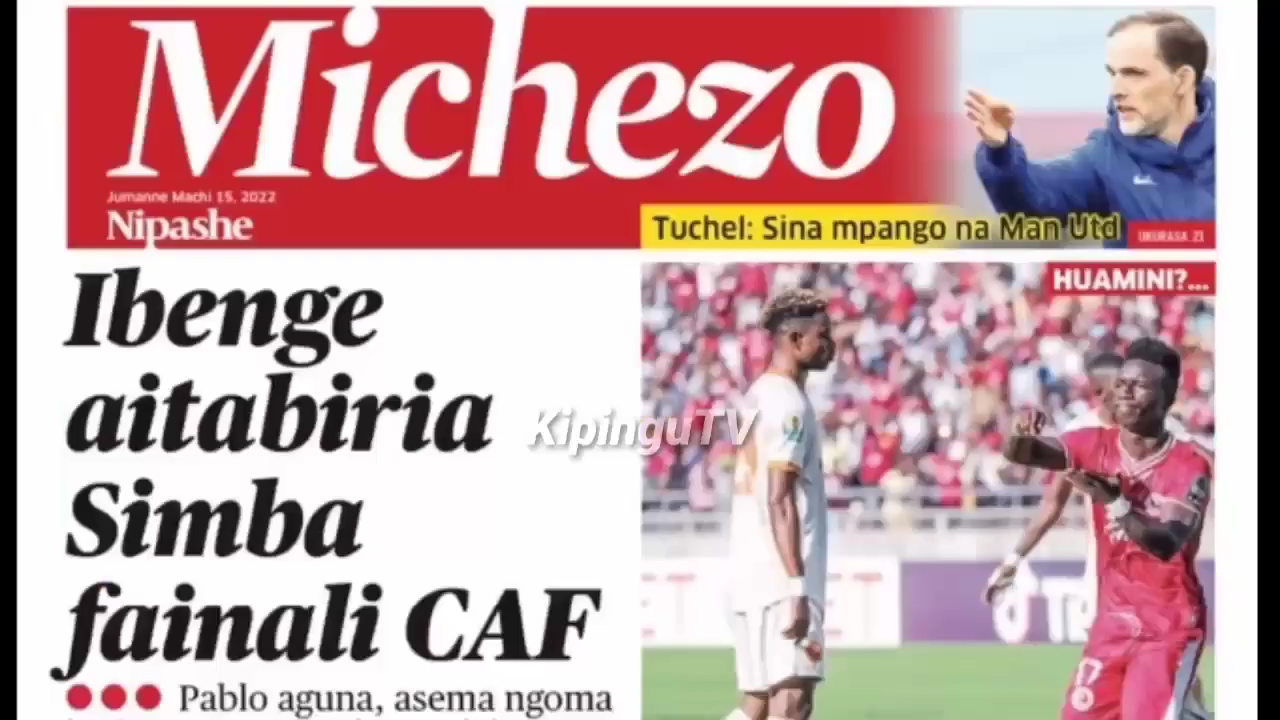 Michezo
Jumanne Machi 15, 2022
Nipashe
Tuchel: Sina mpango na Man Utd
UKURASA 21
HUAMINI?...
Ibenge
aitabiria
Simba
fainali CAF
KipinguTV
Pablo aguna, asema ngoma
17